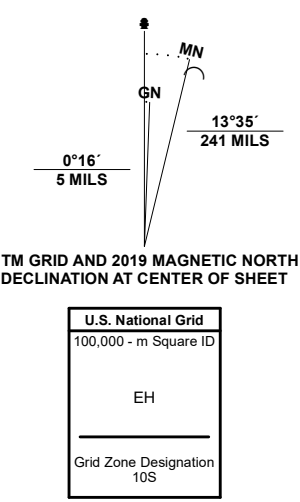 MN
GN
13°35´
241 MILS
0°16´
5 MILS
TM GRID AND 2019 MAGNETIC NORTH
DECLINATION AT CENTER OF SHEET
U.S. National Grid
100,000 - m Square ID
EH
Grid Zone Designation
10S